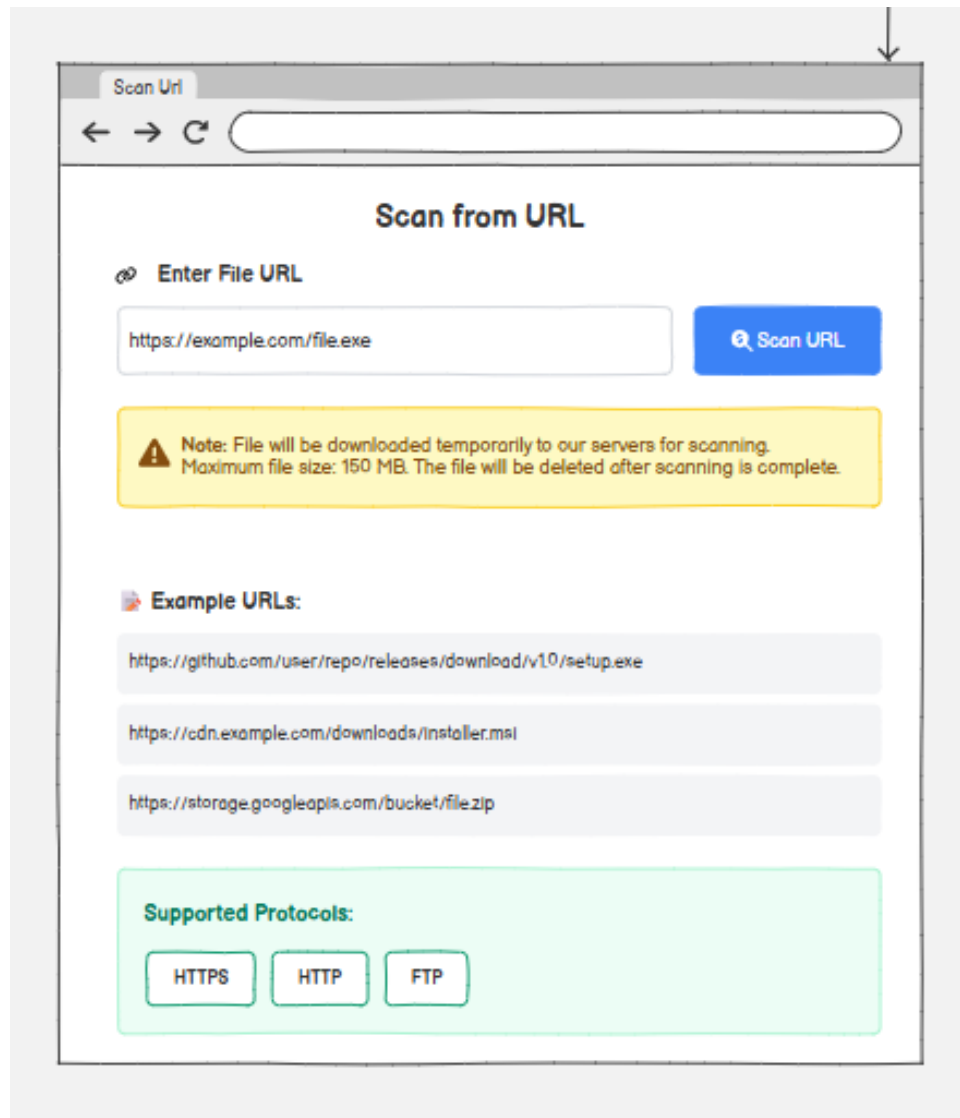 Scan Url
Scan from URL
Enter File URL
https://example.com/file.exe
Scan URL
Note: File will be downloaded temporarily to our servers for scanning.
Maximum file size: 150 MB. The file will be deleted after scanning is complete.
Example URLs:
https://github.com/user/repo/releases/download/v1.0/setup.exe
https://cdn.example.com/downloads/installer.msi
https://storage.googleapis.com/bucket/file.zip
Supported Protocols:
HTTPS
HTTP
FTP